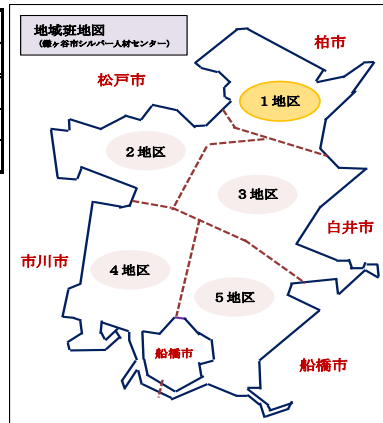 地域班地図
(鎌ヶ谷市シルバー人材センター)
柏市
松戸市
1地区
2地区
3地区
白井市
市川市
4地区
5地区
船橋市
船橋市